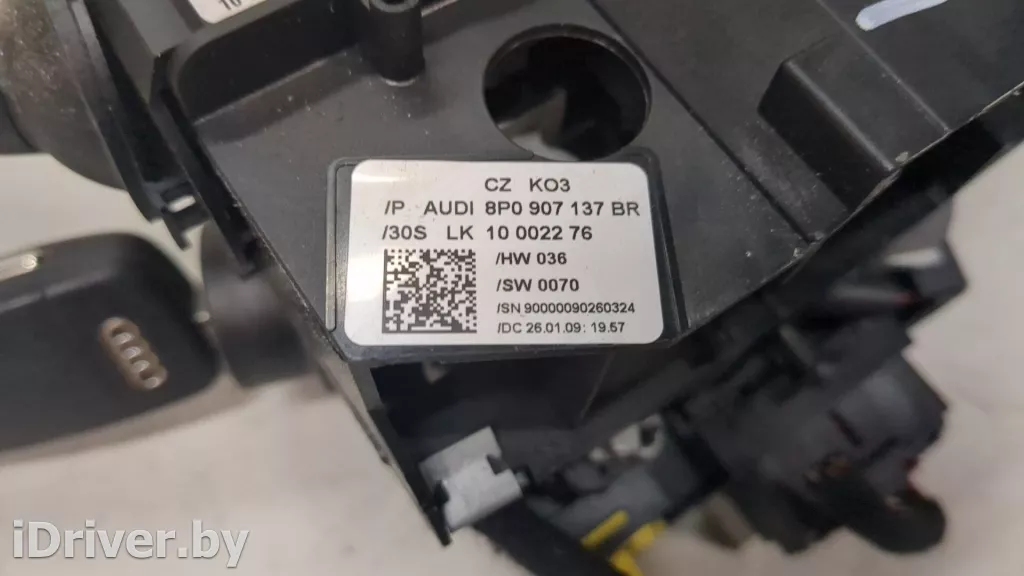 10
CZ KO3
/P AUDI 8P0 907 137 BR
/30S LK 10 0022 76
/HW 036
/SW 0070
/SN 90000090260324
/DC 26.01.09: 19.57
iDriver.by